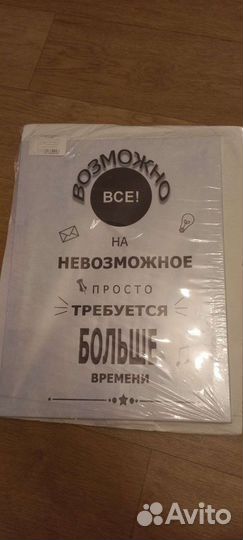 ВОЗМОЖНО
ВСЕ!
НА
НЕВОЗМОЖНОЕ
ПРОСТО
ТРЕБУЕТСЯ
БОЛЬШЕ
ВРЕМЕНИ
Avito